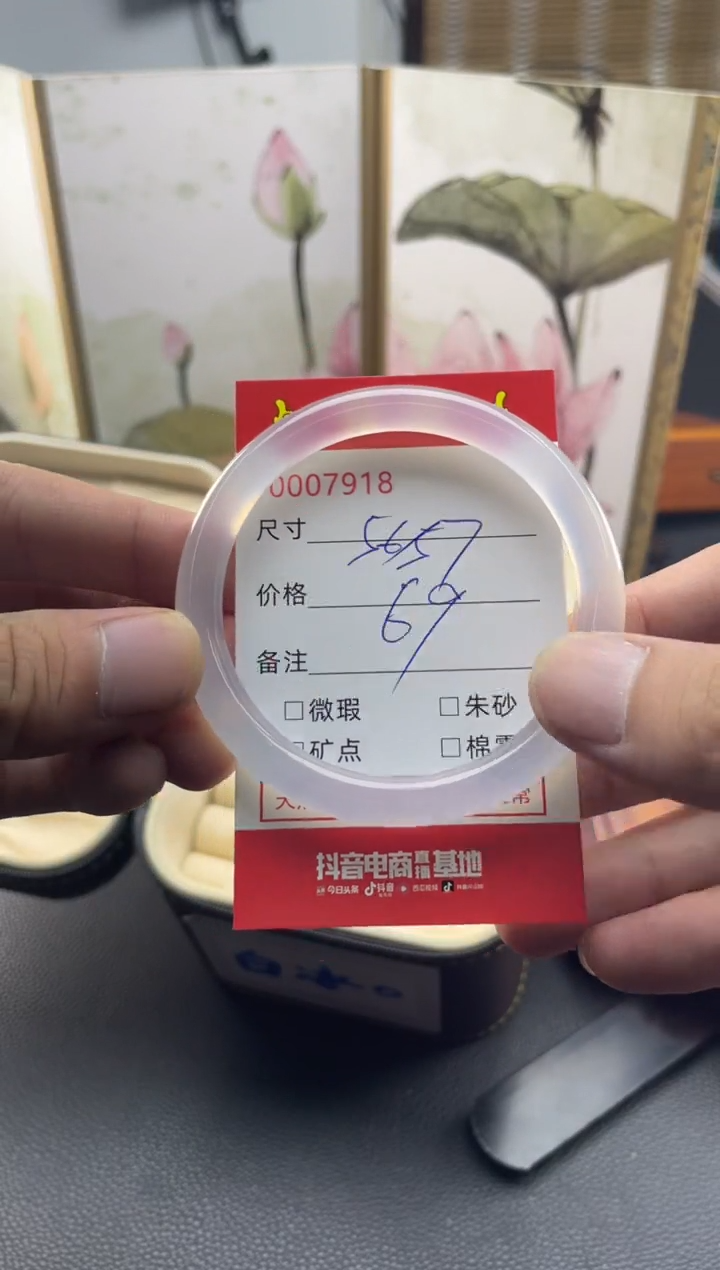 0007918
尺寸 5657
价格 69
备注
□微瑕 □朱砂
□矿点 □棉
抖音电商直播基地
今日头条 抖音